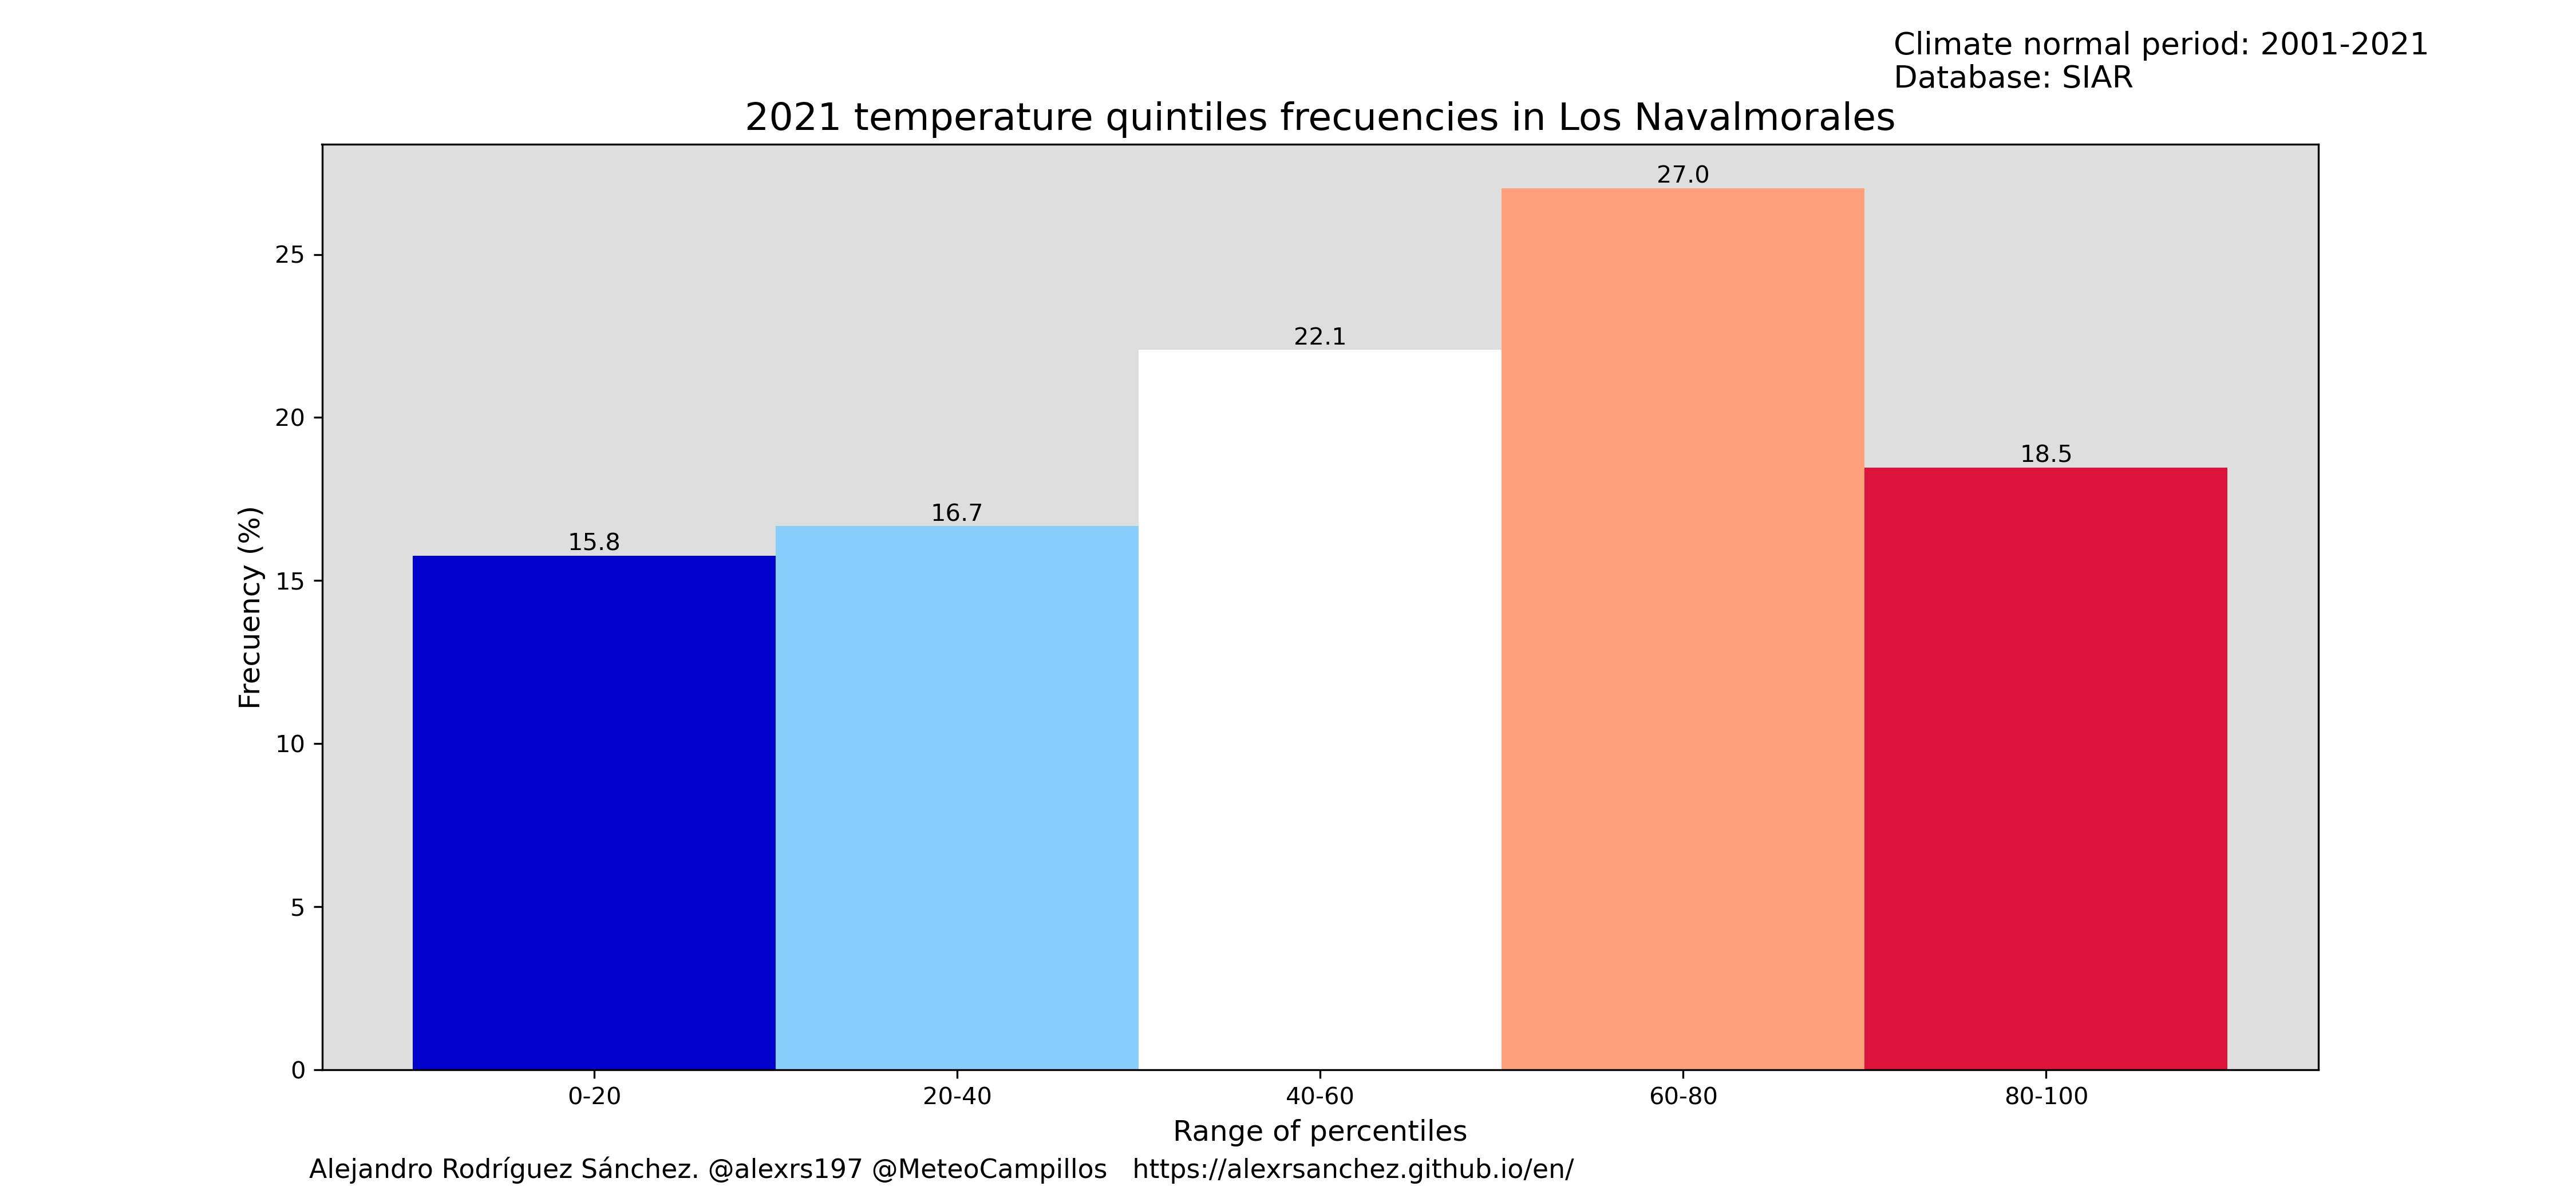 Climate normal period: 2001-2021
Database: SIAR
2021 temperature quintiles frecuencies in Los Navalmorales
Frecuency (%)
25
20
15
10
5
0
27.0
22.1
18.5
16.7
15.8
0-20
20-40
40-60
60-80
80-100
Range of percentiles
Alejandro Rodríguez Sánchez. @alexrs197 @MeteoCampillos https://alexrsanchez.github.io/en/